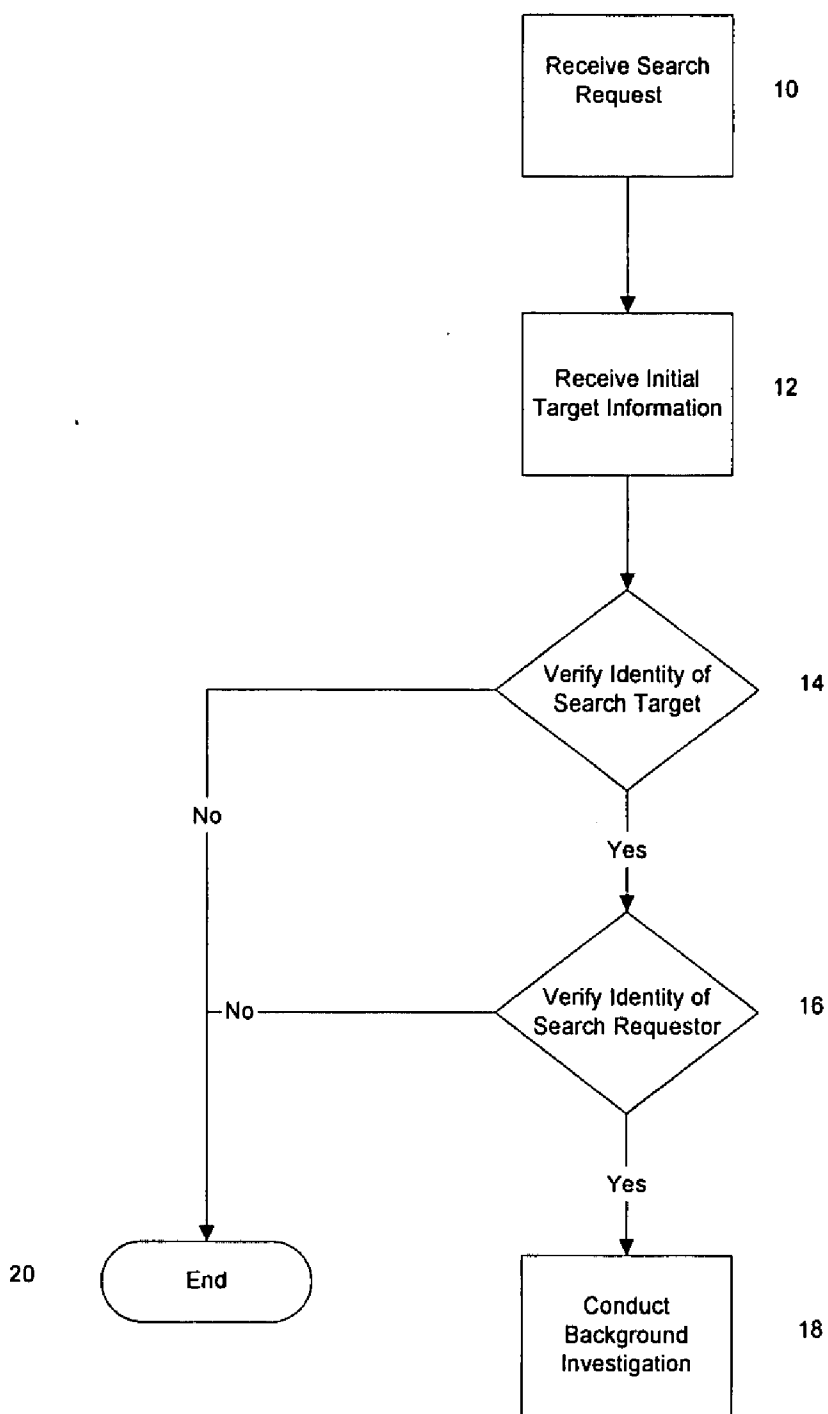 Receive Search
Request
10
Receive Initial
Target Information
12
Verify Identity of
Search Target
14
No
Yes
Verify Identity of
Search Requestor
16
No
Yes
20
End
Conduct
Background
Investigation
18